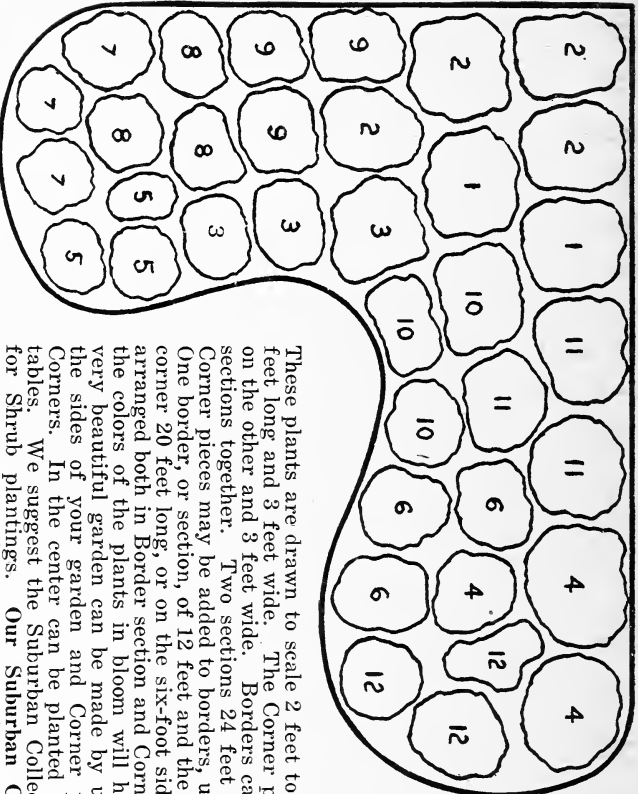 2 2 1 11 11 4 4
2 1 10 11 6 4 12 12
9 2 3 10 10 6 6 12
9 9 3
8 8 3
7 8 5 5
7 7 5
These plants are drawn to scale 2 feet to
feet long and 3 feet wide. The Corner p
on the other and 3 feet wide. Borders ca
sections together. Two sections 24 feet
Corner pieces may be added to borders, u
One border, or section, of 12 feet and the
corner 20 feet long, or on the six-foot sid
arranged both in Border section and Corn
the colors of the plants in bloom will h
very beautiful garden can be made by u
the sides of your garden and Corner
Corners. In the center can be planted
tables. We suggest the Suburban Collec
for Shrub plantings. Our Suburban C